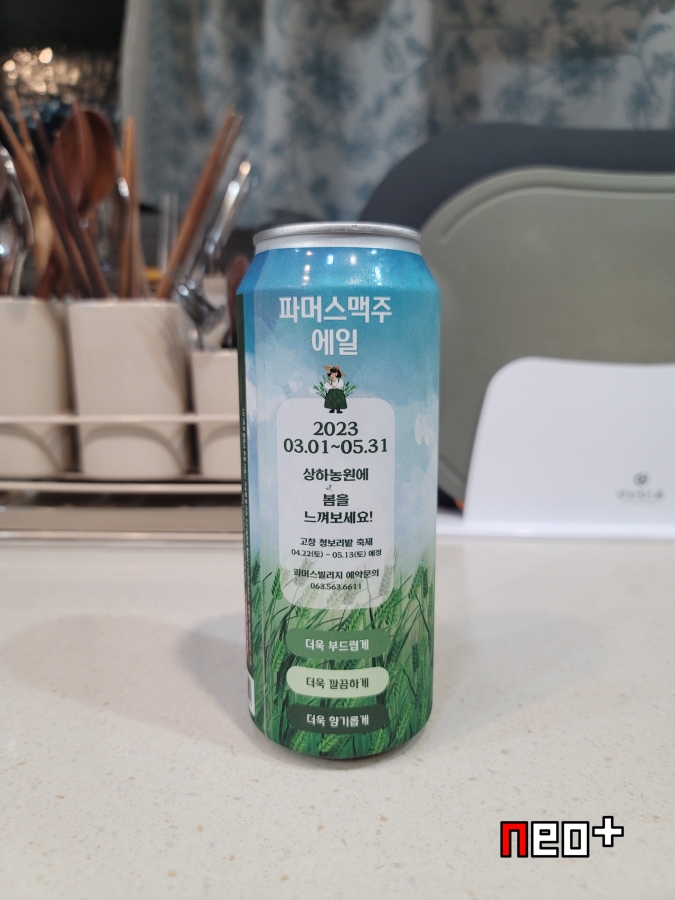 파머스맥주
에일
2023
03.01~05.31
상하농원에
봄을
느껴보세요!
고창 청보리밭 축제
04.22(토) ~ 05.13(토) 예정
파머스빌리지 예약문의
063.563.6611
더욱 부드럽게
더욱 깔끔하게
더욱 향기롭게
neo+